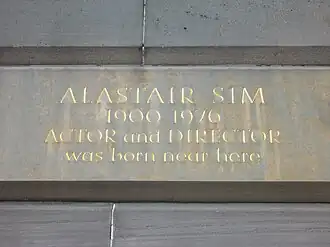 ALASTAIR SIM
1900 1976
ACTOR and DIRECTOR
was born near here